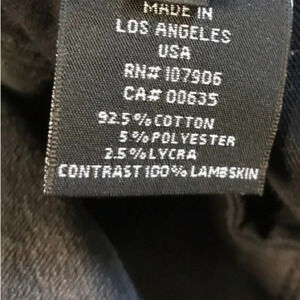 MADE IN
LOS ANGELES
USA
RN# 107906
CA# 00635
92.5% COTTON
5% POLYESTER
2.5% LYCRA
CONTRAST 100% LAMBSKIN